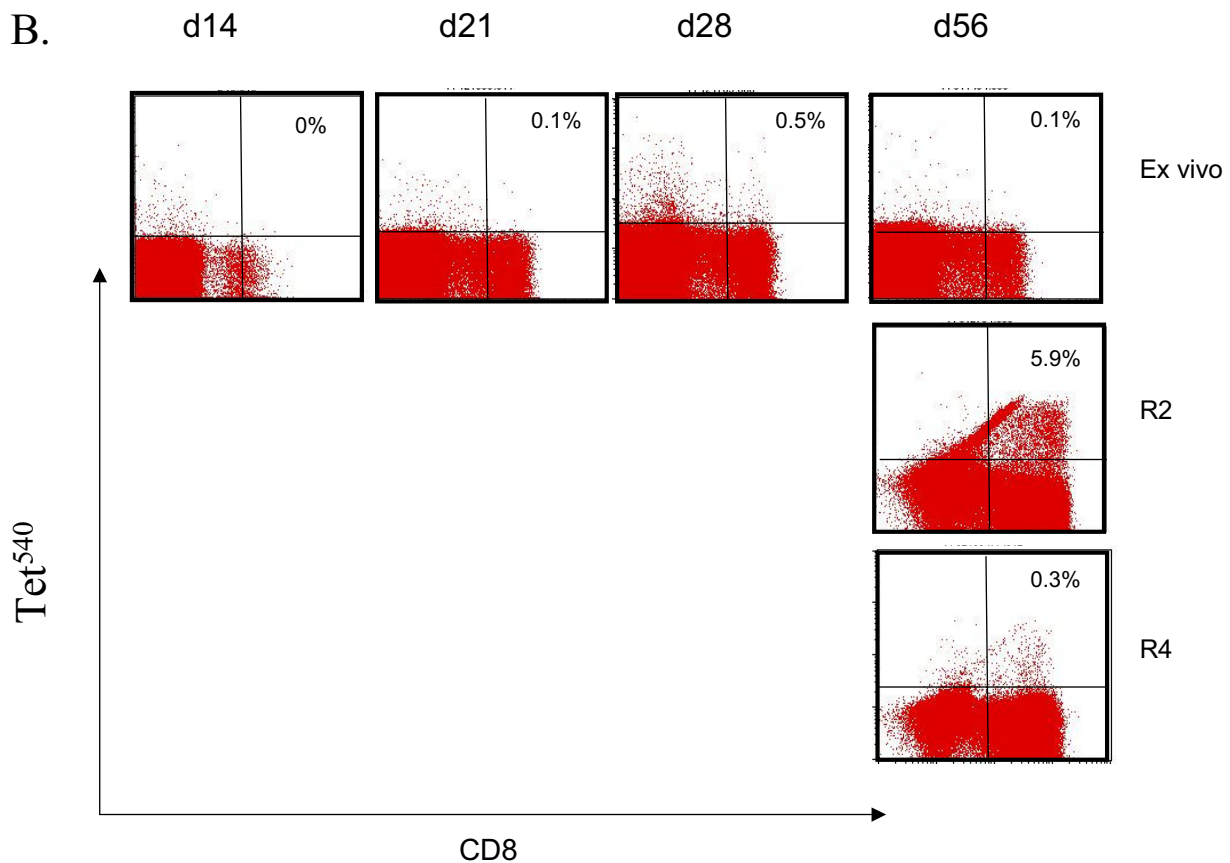 B. d14 d21 d28 d56
0% 0.1% 0.5% 0.1%
Ex vivo
5.9%
R2
0.3%
R4
Tet540
CD8